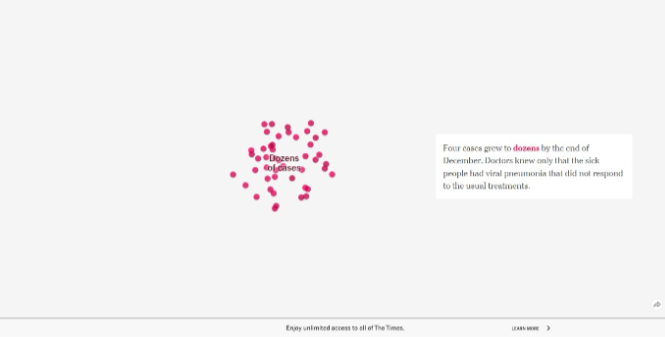 Dozens
of cases
Four cases grew to dozens by the end of
December. Doctors knew only that the sick
people had viral pneumonia that did not respond
to the usual treatments.
Enjoy unlimited access to all of The Times.
LEARN MORE